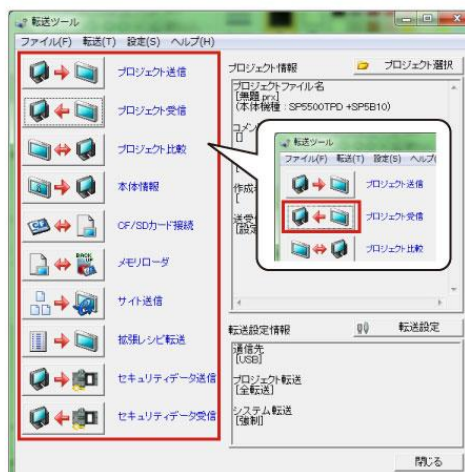 転送ツール
ファイル(F) 転送(T) 設定(S) ヘルプ(H)
プロジェクト送信
プロジェクト受信
プロジェクト比較
本体情報
CF/SDカード接続
メモリローダ
サイト送信
拡張レシピ転送
セキュリティデータ送信
セキュリティデータ受信
プロジェクト情報
プロジェクト選択
プロジェクトファイル名
[無題.prx]
(本体機種 : SP5500TPD +SP5B10)
転送ツール
ファイル(F) 転送(T) 設定(S)
プロジェクト送信
プロジェクト受信
プロジェクト比較
転送設定情報
転送設定
通信先
[USB]
プロジェクト転送
[全転送]
システム転送
[強制]
閉じる